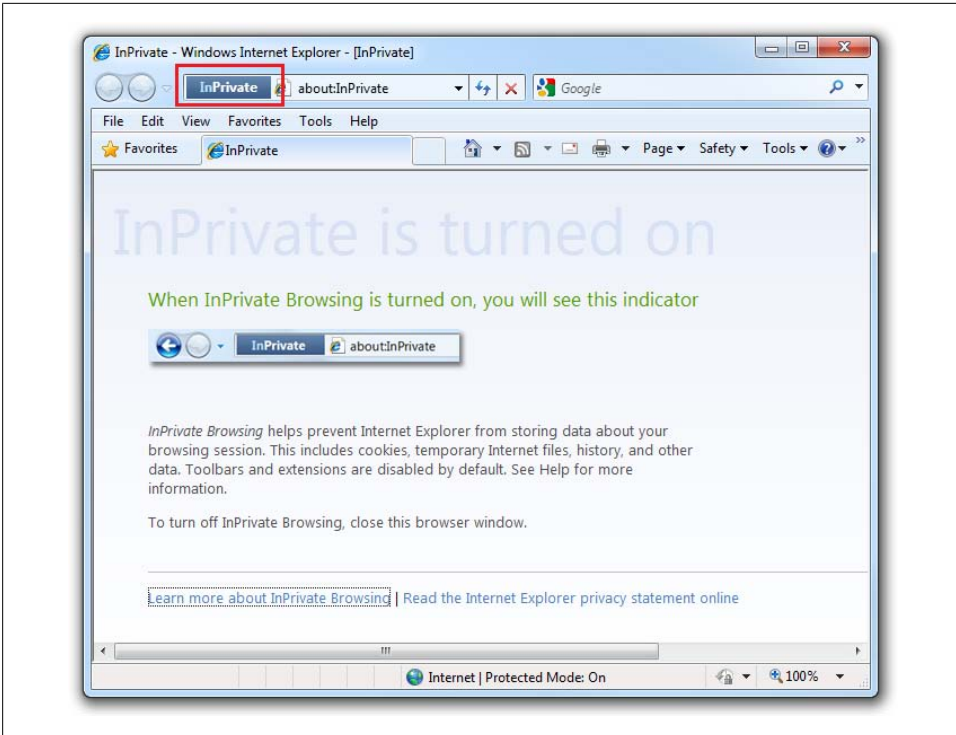 InPrivate - Windows Internet Explorer - [InPrivate]
InPrivate about:InPrivate Google
File Edit View Favorites Tools Help
Favorites InPrivate Page Safety Tools
InPrivate is turned on
When InPrivate Browsing is turned on, you will see this indicator
InPrivate about:InPrivate
InPrivate Browsing helps prevent Internet Explorer from storing data about your
browsing session. This includes cookies, temporary Internet files, history, and other
data. Toolbars and extensions are disabled by default. See Help for more
information.
To turn off InPrivate Browsing, close this browser window.
Learn more about InPrivate Browsing | Read the Internet Explorer privacy statement online
Internet | Protected Mode: On 100%